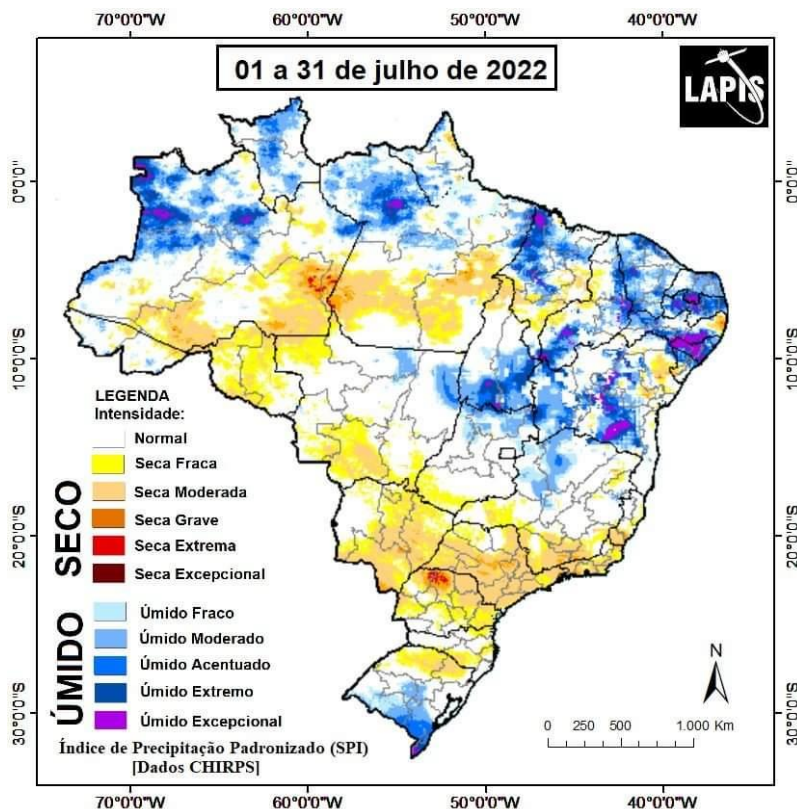 70°0'0"W 60°0'0"W 50°0'0"W 40°0'0"W
01 a 31 de julho de 2022
LAPIS
0°0'0" 0°0'0"
10°0'0"S 10°0'0"S
20°0'0"S 20°0'0"S
30°0'0"S 30°0'0"S
LEGENDA
Intensidade:
SECO
Normal
Seca Fraca
Seca Moderada
Seca Grave
Seca Extrema
Seca Excepcional
ÚMIDO
Úmido Fraco
Úmido Moderado
Úmido Acentuado
Úmido Extremo
Úmido Excepcional
Índice de Precipitação Padronizado (SPI)
[Dados CHIRPS]
N
0 250 500 1.000 Km
70°0'0"W 60°0'0"W 50°0'0"W 40°0'0"W